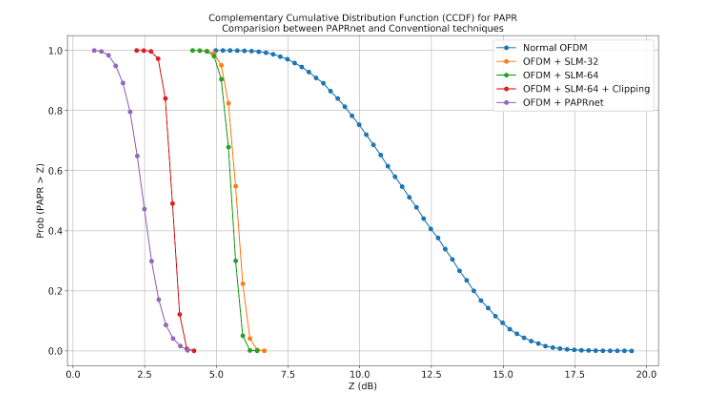 Complementary Cumulative Distribution Function (CCDF) for PAPR
Comparision between PAPRnet and Conventional techniques
Normal OFDM
OFDM + SLM-32
OFDM + SLM-64
OFDM + SLM-64 + Clipping
OFDM + PAPRnet
Prob (PAPR > Z)
1.0
0.8
0.6
0.4
0.2
0.0
0.0 2.5 5.0 7.5 10.0 12.5 15.0 17.5 20.0
Z (dB)